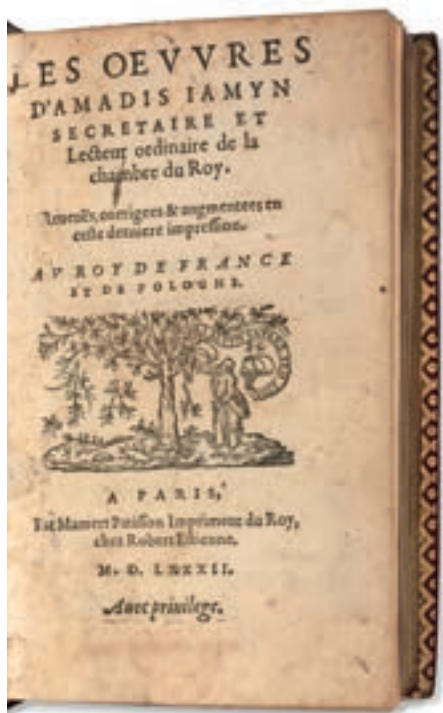 LES OEVVRES
D'AMADIS IAMYN
SECRETAIRE ET
Lecteur ordinaire de la
chambre du Roy.
Reveuës, corrigees & augmentees en
ceste derniere impression.
AV ROY DE FRANCE
ET DE POLOGNE.
A PARIS,
Par Mamert Patisson Imprimeur du Roy,
chez Robert Estienne.
M. D. LXXXII.
Auec priuilege.